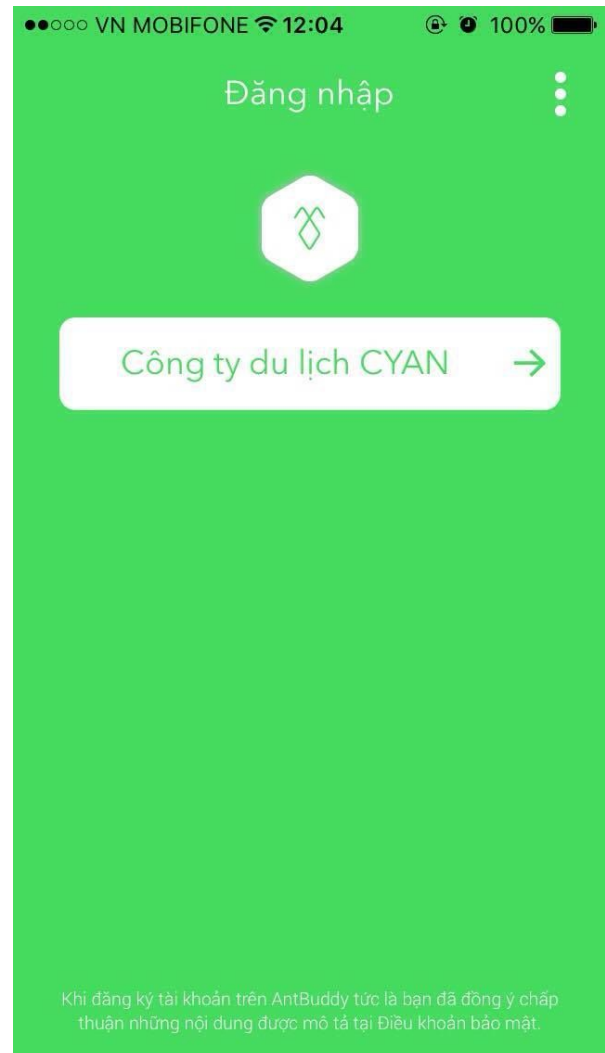 VN MOBIFONE 12:04 100%
Đăng nhập
Công ty du lịch CYAN
Khi đăng ký tài khoản trên AntBuddy tức là bạn đã đồng ý chấp
thuận những nội dung được mô tả tại Điều khoản bảo mật.